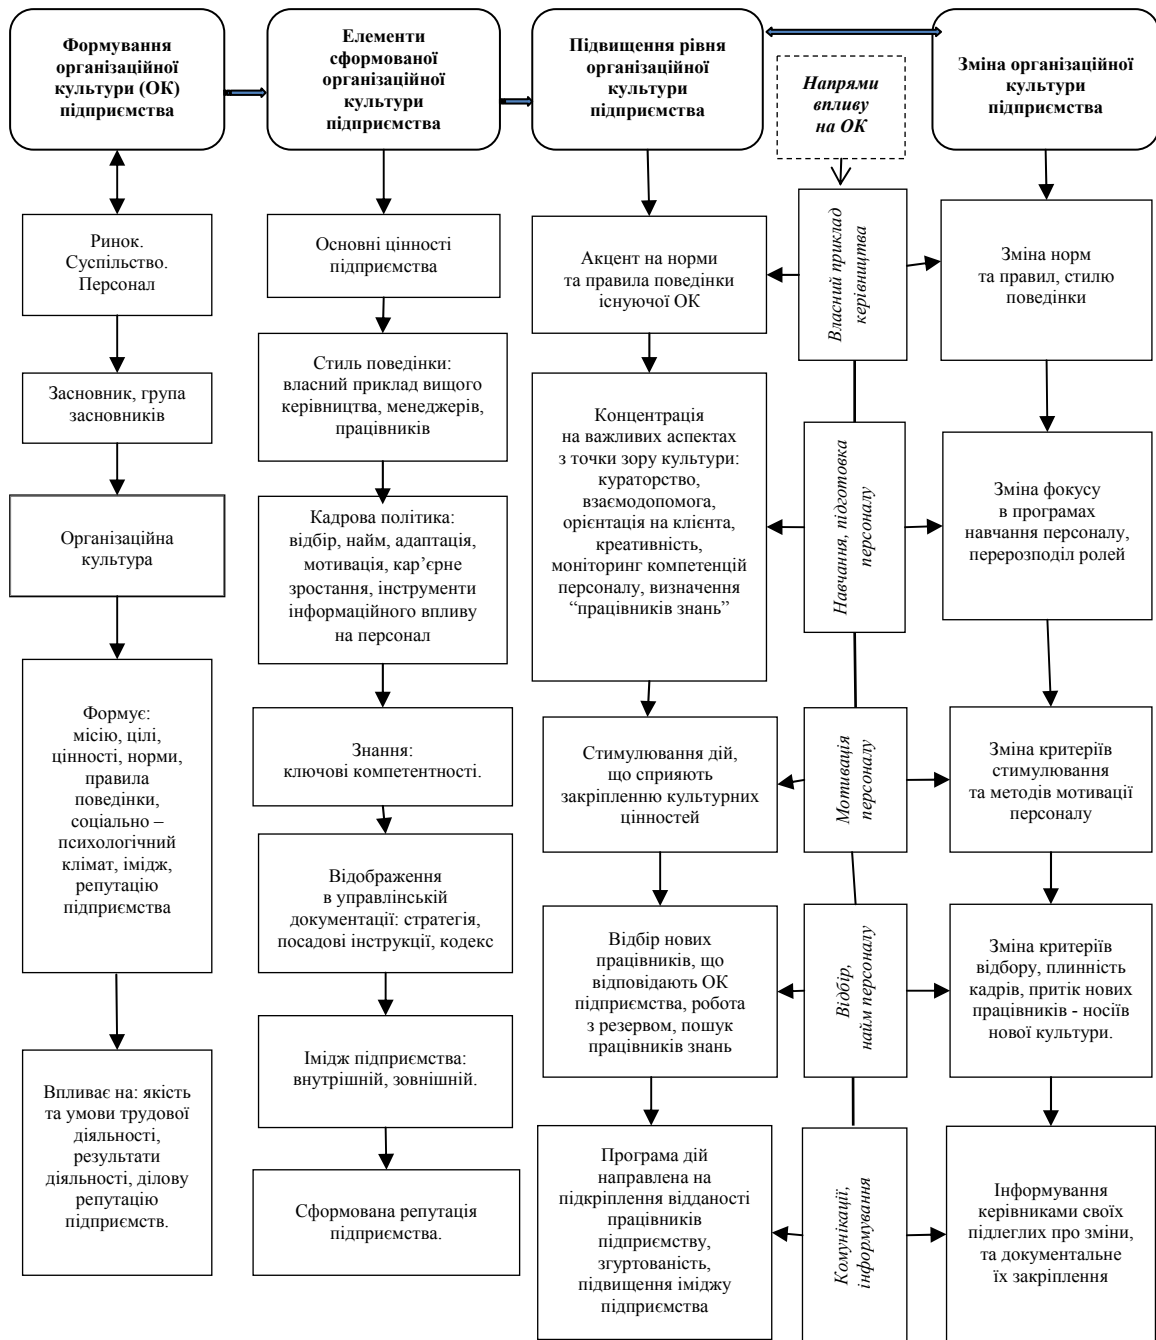 Формування
організаційної
культури (ОК)
підприємства
Елементи
сформованої
організаційної
культури
підприємства
Підвищення рівня
організаційної
культури
підприємства
Напрями
впливу
на ОК
Зміна організаційної
культури
підприємства
Ринок.
Суспільство.
Персонал
Засновник, група
засновників
Організаційна
культура
Формує:
місію, цілі,
цінності, норми,
правила
поведінки,
соціально –
психологічний
клімат, імідж,
репутацію
підприємства
Впливає на: якість
та умови трудової
діяльності,
результати
діяльності, ділову
репутацію
підприємств.
Основні цінності
підприємства
Стиль поведінки:
власний приклад вищого
керівництва, менеджерів,
працівників
Кадрова політика:
відбір, найм, адаптація,
мотивація, кар’єрне
зростання, інструменти
інформаційного впливу
на персонал
Знання:
ключові компетентності.
Відображення
в управлінській
документації: стратегія,
посадові інструкції, кодекс
Імідж підприємства:
внутрішній, зовнішній.
Сформована репутація
підприємства.
Акцент на норми
та правила поведінки
існуючої ОК
Концентрація
на важливих аспектах
з точки зору культури:
кураторство,
взаємодопомога,
орієнтація на клієнта,
креативність,
моніторинг компетенцій
персоналу, визначення
“працівників знань”
Стимулювання дій,
що сприяють
закріпленню культурних
цінностей
Відбір нових
працівників, що
відповідають ОК
підприємства, робота
з резервом, пошук
працівників знань
Програма дій
направлена на
підкріплення відданості
працівників
підприємству,
згуртованість,
підвищення іміджу
підприємства
Власний приклад
керівництва
Навчання, підготовка
персоналу
Мотивація
персоналу
Відбір,
найм персоналу
Комунікації,
інформування
Зміна норм
та правил, стилю
поведінки
Зміна фокусу
в програмах
навчання персоналу,
перерозподіл ролей
Зміна критеріїв
стимулювання
та методів мотивації
персоналу
Зміна критеріїв
відбору, плинність
кадрів, притік нових
працівників - носіїв
нової культури.
Інформування
керівниками своїх
підлеглих про зміни,
та документальне
їх закріплення